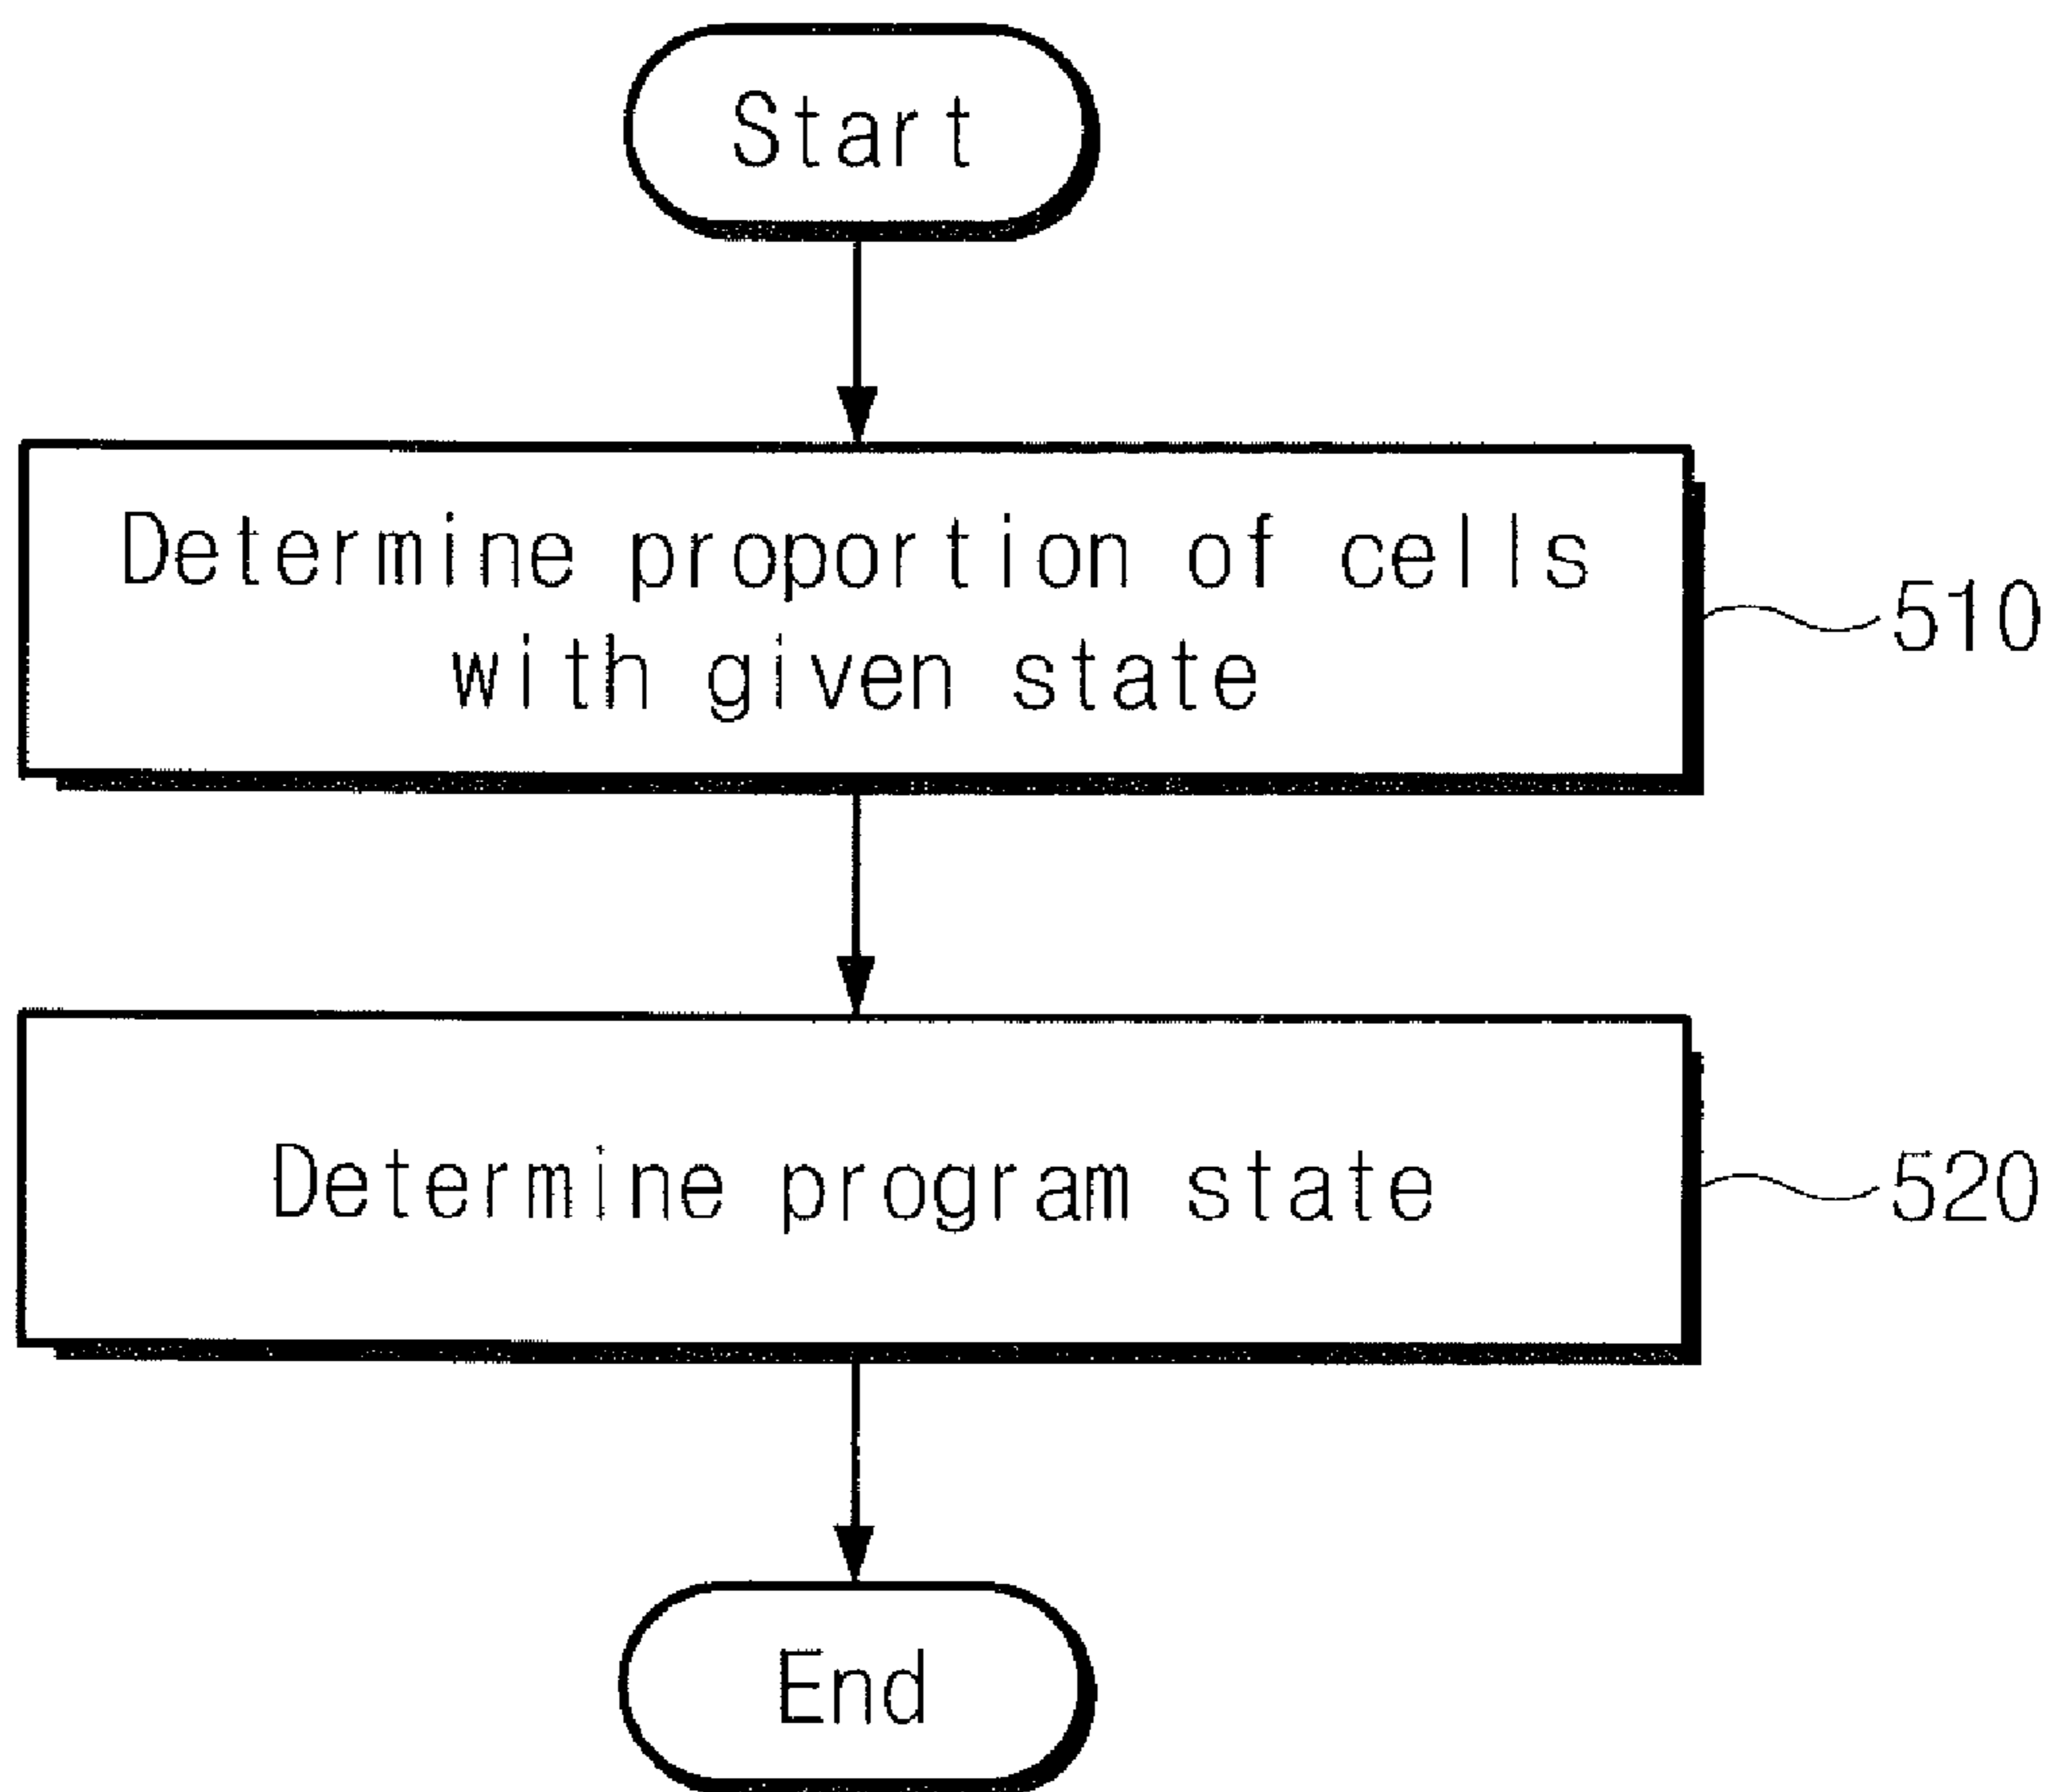 Start
Determine proportion of cells
with given state
510
Determine program state
520
End